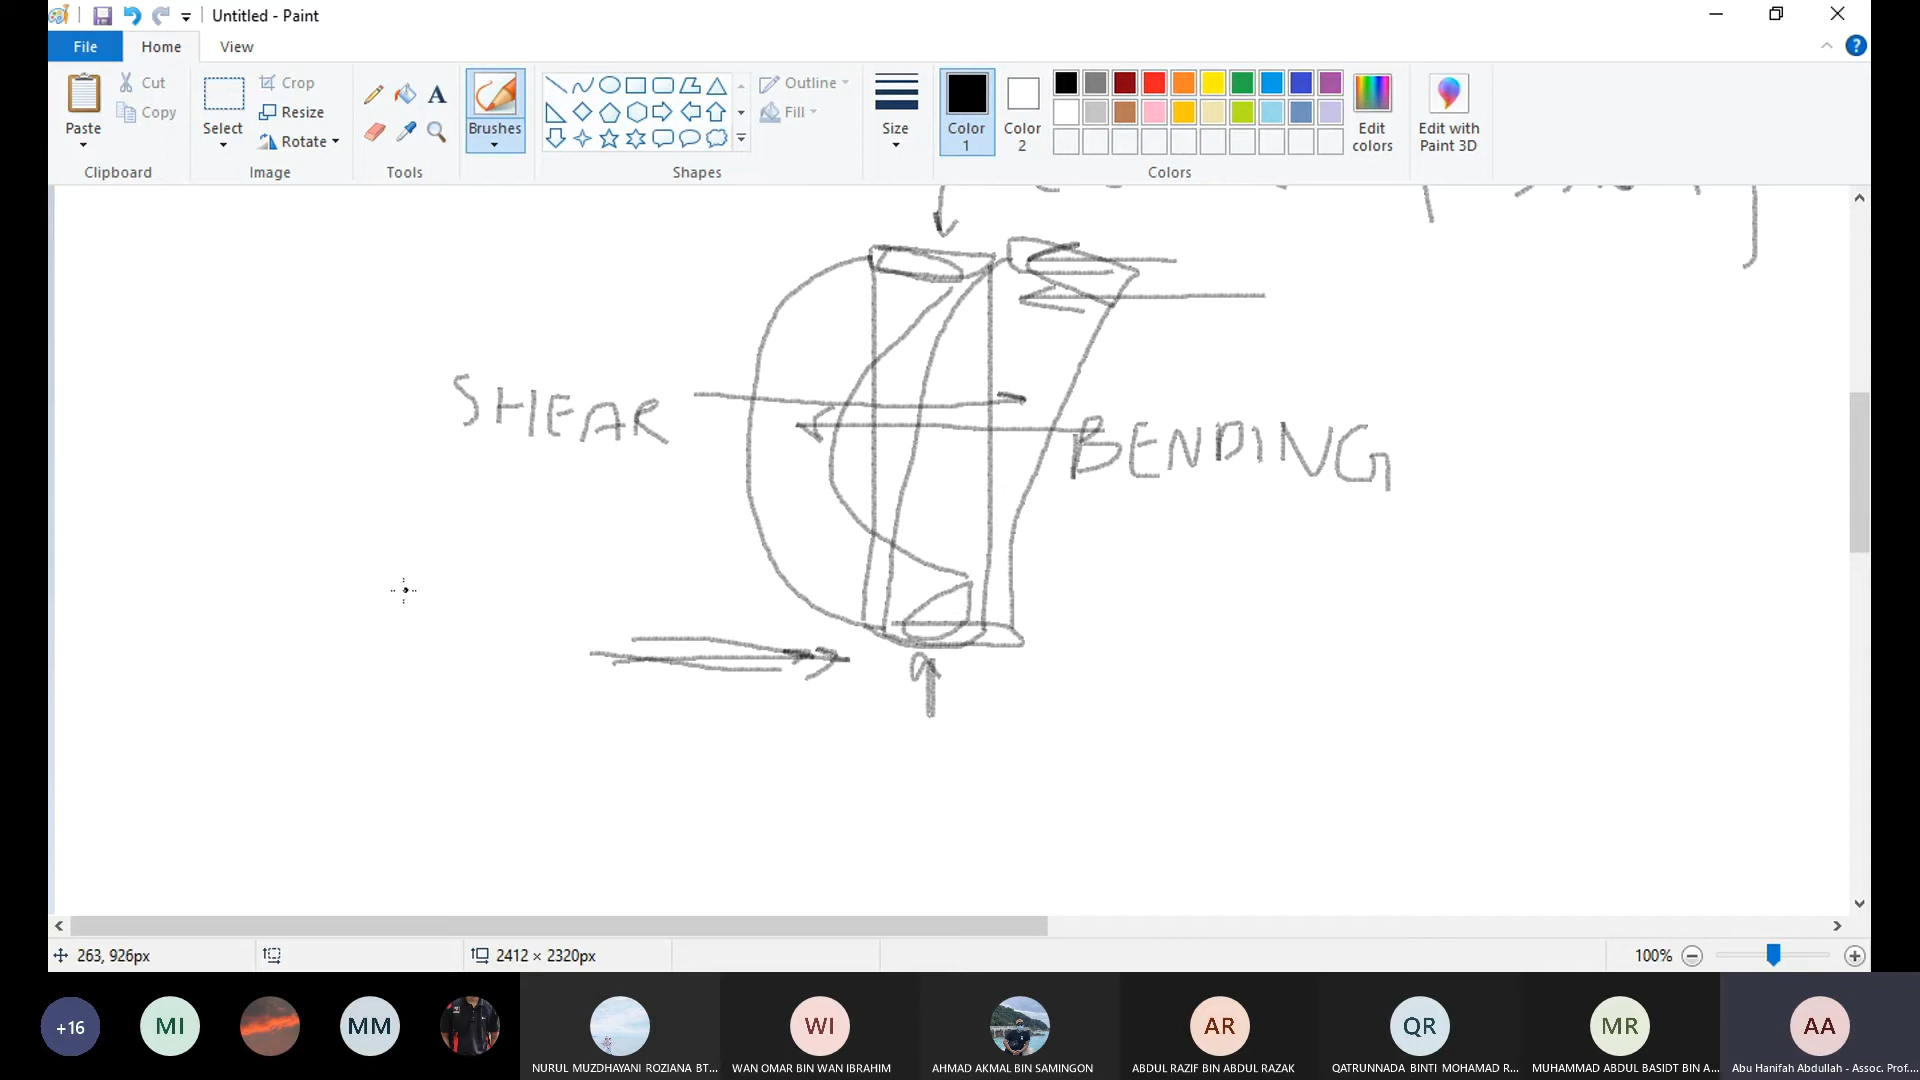 Untitled - Paint
File Home View
Paste
Cut
Copy
Clipboard
Select
Crop
Resize
Rotate
Image
A
Tools
Brushes
Outline
Fill
Shapes
Size
Color 1
Color 2
Edit colors
Colors
Edit with Paint 3D
SHEAR
BENDING
263, 926px
2412 × 2320px
100%
+16
MI
MM
NURUL MUZDHAYANI ROZIANA BT...
WI
WAN OMAR BIN WAN IBRAHIM
AHMAD AKMAL BIN SAMINGON
AR
ABDUL RAZIF BIN ABDUL RAZAK
QR
QATRUNNADA BINTI MOHAMAD R...
MR
MUHAMMAD ABDUL BASIDT BIN A...
AA
Abu Hanifah Abdullah - Assoc. Prof....